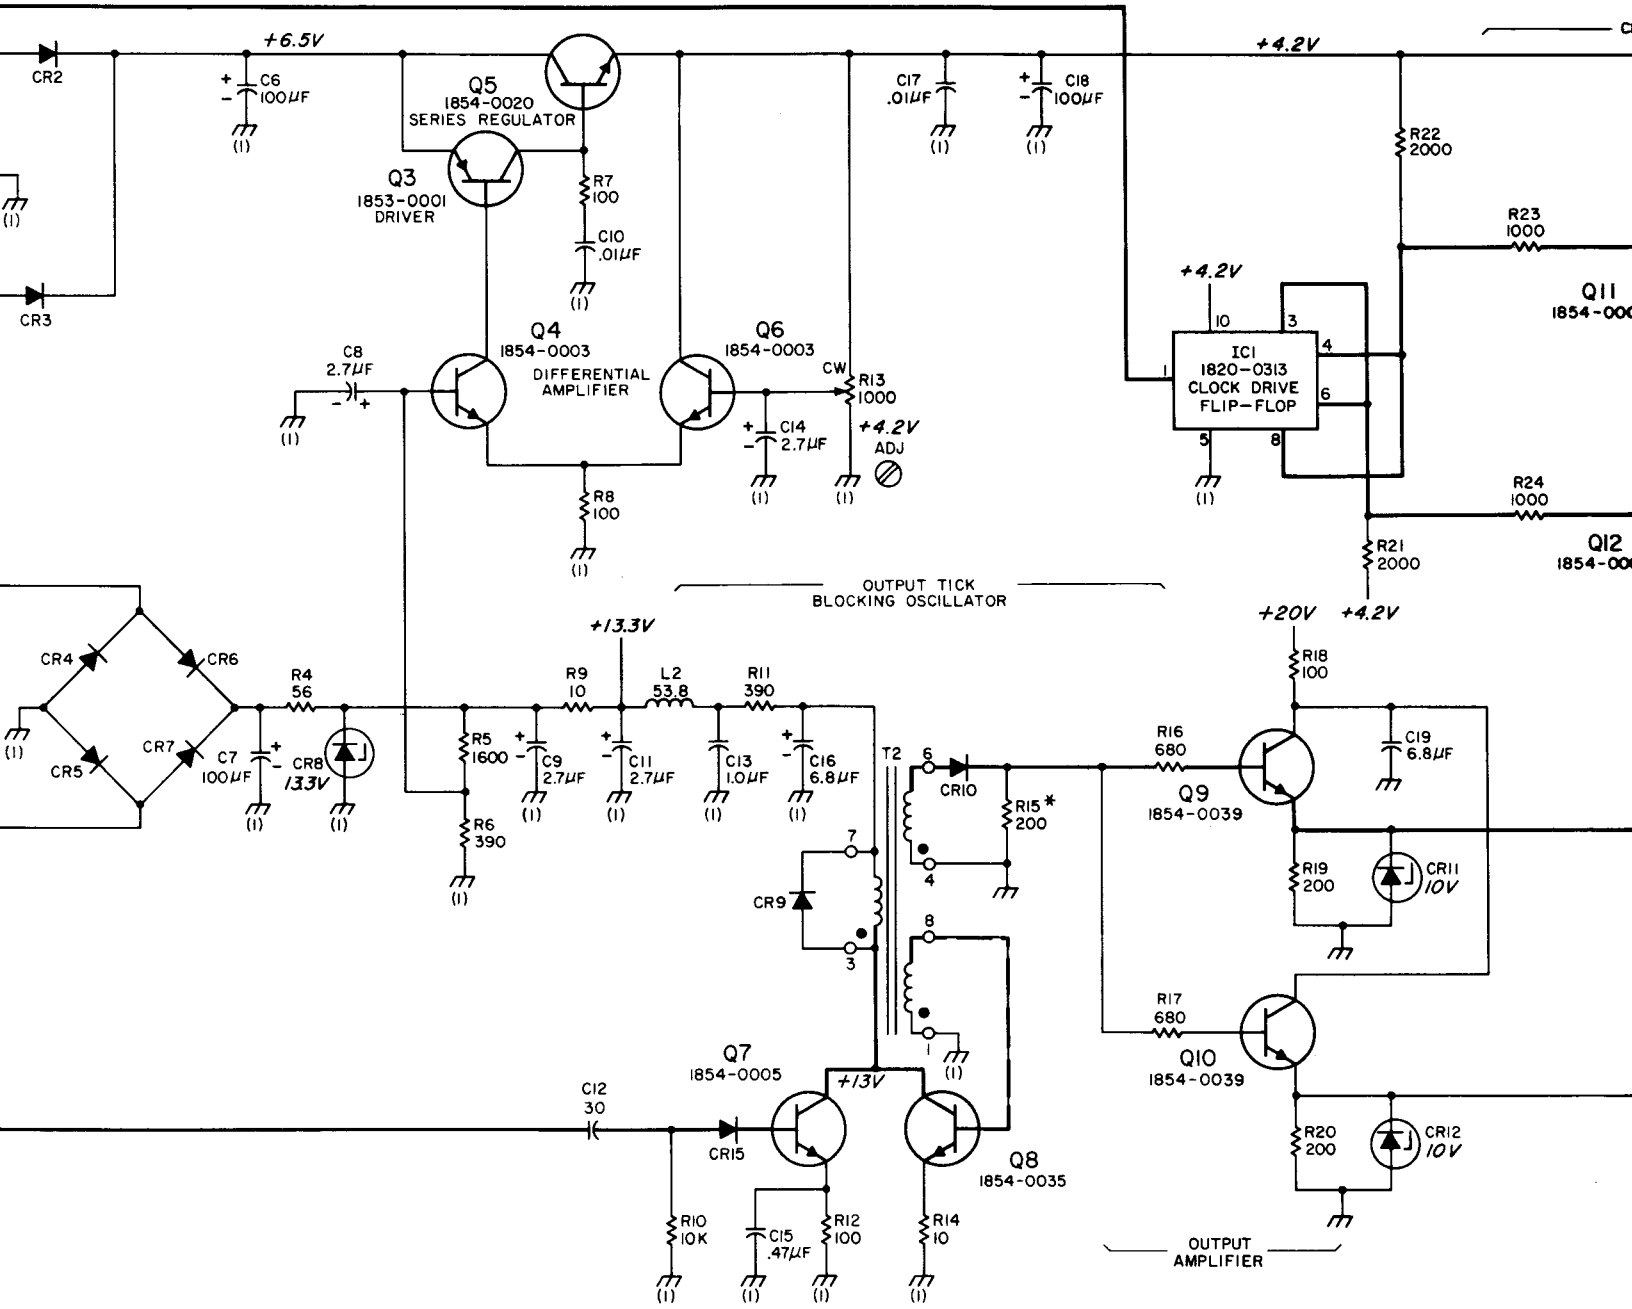 +6.5V
+4.2V
CR2
C6
100µF
(1)
Q5
1854-0020
SERIES REGULATOR
C17
.01µF
(1)
C18
100µF
(1)
R22
2000
Q3
1853-0001
DRIVER
R7
100
(1)
C10
.01µF
(1)
R23
1000
CR3
+4.2V
Q11
1854-000
10
3
Q4
1854-0003
DIFFERENTIAL
AMPLIFIER
Q6
1854-0003
C8
2.7µF
(1)
CW
R13
1000
+4.2V
ADJ
(1)
C14
2.7µF
(1)
1
IC1
1820-0313
CLOCK DRIVE
FLIP-FLOP
4
6
5
8
(1)
R8
100
(1)
R24
1000
Q12
1854-000
R21
2000
+4.2V
OUTPUT TICK
BLOCKING OSCILLATOR
+20V
+13.3V
R18
100
CR4
CR6
CR5
CR7
(1)
R4
56
C7
100µF
(1)
CR8
13.3V
(1)
R5
1600
R6
390
(1)
R9
10
C9
2.7µF
(1)
C11
2.7µF
(1)
L2
53.8
C13
1.0µF
(1)
R11
390
C16
6.8µF
(1)
T2
6
CR10
R15*
200
4
R16
680
Q9
1854-0039
C19
6.8µF
7
CR9
3
8
1
(1)
R19
200
CR11
10V
R17
680
Q10
1854-0039
Q7
1854-0005
+13V
C12
30
CR15
Q8
1854-0035
R20
200
CR12
10V
R10
10K
(1)
C15
.47µF
(1)
R12
100
(1)
R14
10
(1)
OUTPUT
AMPLIFIER